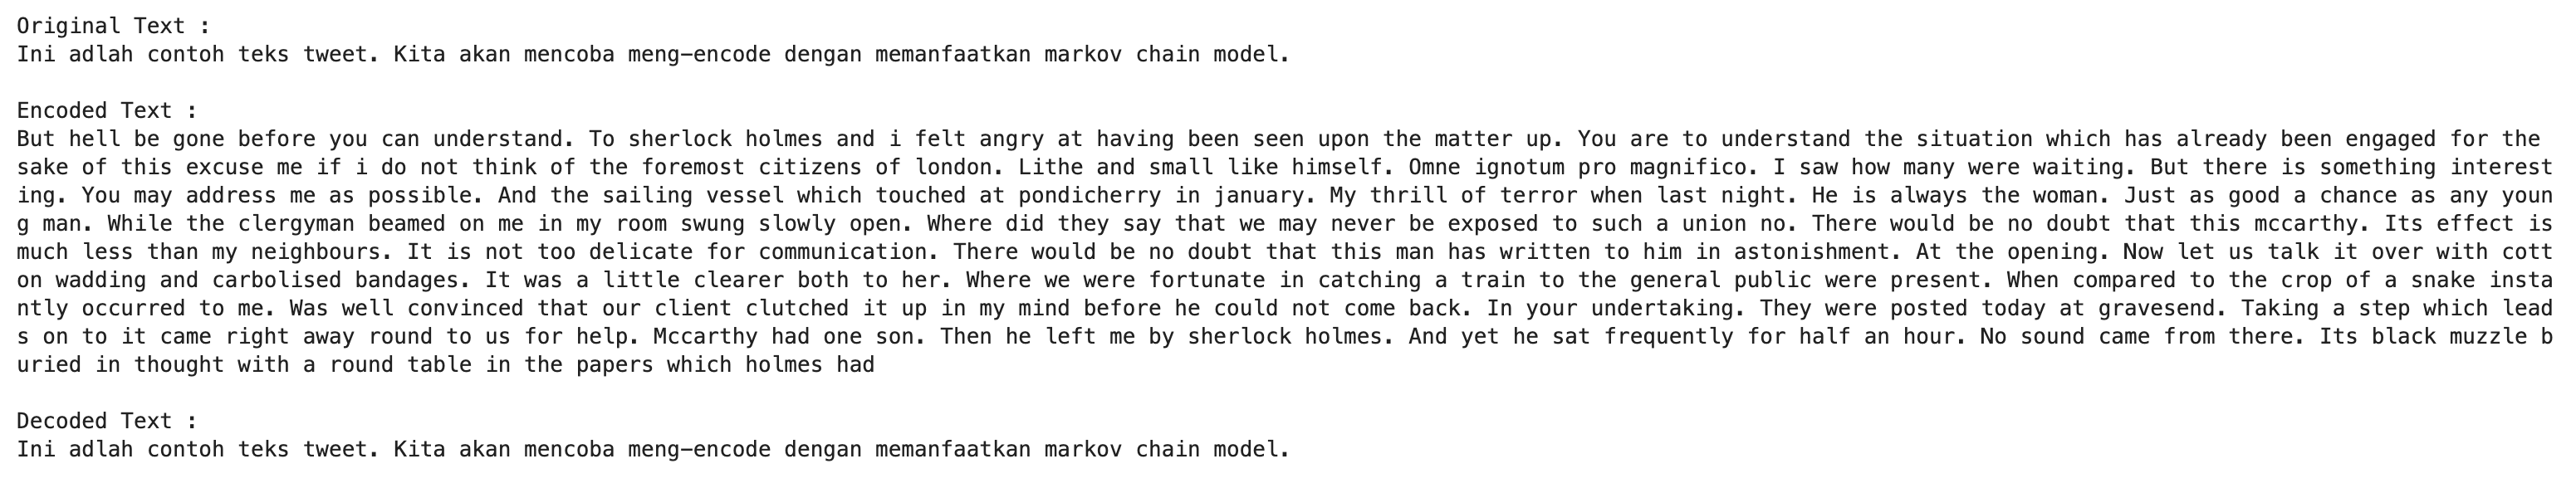 Original Text :
Ini adlah contoh teks tweet. Kita akan mencoba meng-encode dengan memanfaatkan markov chain model.
Encoded Text :
But hell be gone before you can understand. To sherlock holmes and i felt angry at having been seen upon the matter up. You are to understand the situation which has already been engaged for the
sake of this excuse me if i do not think of the foremost citizens of london. Lithe and small like himself. Omne ignotum pro magnifico. I saw how many were waiting. But there is something interest
ing. You may address me as possible. And the sailing vessel which touched at pondicherry in january. My thrill of terror when last night. He is always the woman. Just as good a chance as any youn
g man. While the clergyman beamed on me in my room swung slowly open. Where did they say that we may never be exposed to such a union no. There would be no doubt that this mccarthy. Its effect is
much less than my neighbours. It is not too delicate for communication. There would be no doubt that this man has written to him in astonishment. At the opening. Now let us talk it over with cott
on wadding and carbolised bandages. It was a little clearer both to her. Where we were fortunate in catching a train to the general public were present. When compared to the crop of a snake insta
ntly occurred to me. Was well convinced that our client clutched it up in my mind before he could not come back. In your undertaking. They were posted today at gravesend. Taking a step which lead
s on to it came right away round to us for help. Mccarthy had one son. Then he left me by sherlock holmes. And yet he sat frequently for half an hour. No sound came from there. Its black muzzle b
uried in thought with a round table in the papers which holmes had
Decoded Text :
Ini adlah contoh teks tweet. Kita akan mencoba meng-encode dengan memanfaatkan markov chain model.